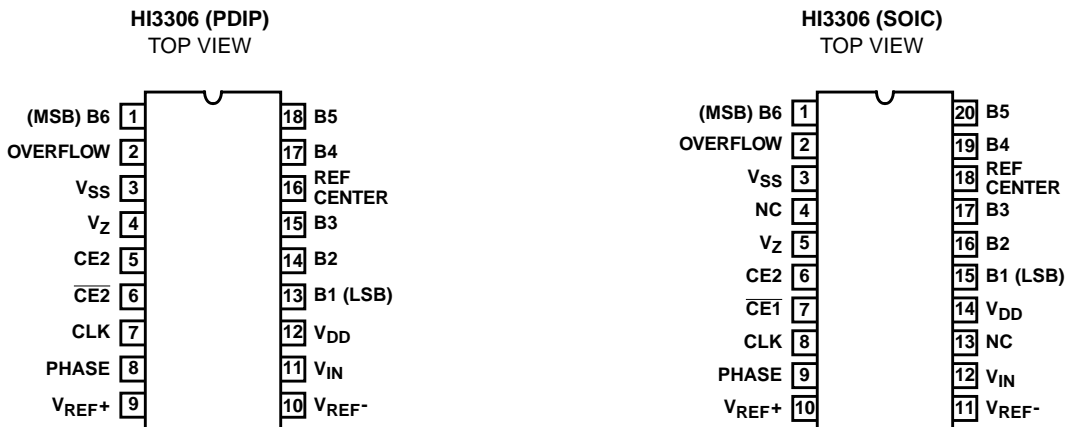 HI3306 (PDIP)
TOP VIEW
(MSB) B6 1
18 B5
OVERFLOW 2
17 B4
VSS 3
16 REF
CENTER
VZ 4
15 B3
CE2 5
14 B2
CE2 6
13 B1 (LSB)
CLK 7
12 VDD
PHASE 8
11 VIN
VREF+ 9
10 VREF-
HI3306 (SOIC)
TOP VIEW
(MSB) B6 1
20 B5
OVERFLOW 2
19 B4
VSS 3
18 REF
CENTER
NC 4
17 B3
VZ 5
16 B2
CE2 6
15 B1 (LSB)
CE1 7
14 VDD
CLK 8
13 NC
PHASE 9
12 VIN
VREF+ 10
11 VREF-